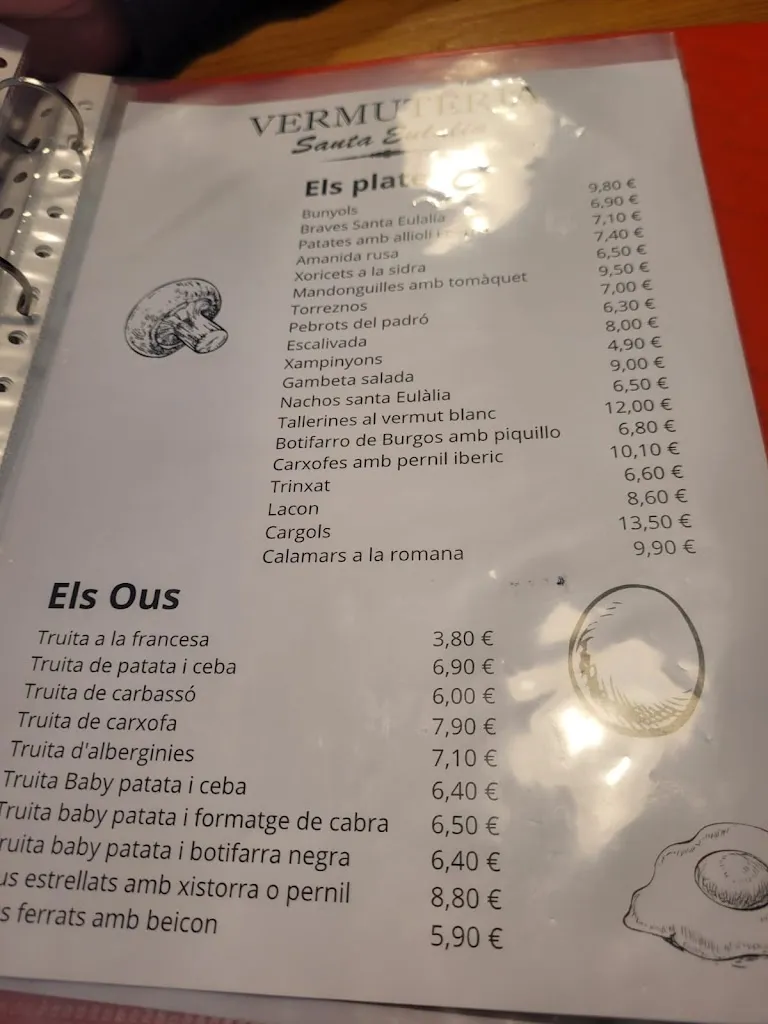 VERMUTERIA
Santa Eulalia
Els
Bunyols 9,80 €
Braves Santa Eulalia 6,90 €
Patates amb allioli 7,10 €
Amanida rusa 7,40 €
Xoricets a la sidra 6,50 €
Mandonguilles amb tomàquet 9,50 €
Torreznos 7,00 €
Pebrots del padró 6,30 €
Escalivada 8,00 €
Xampinyons 4,90 €
Gambeta salada 9,00 €
Nachos santa Eulàlia 6,50 €
Tallerines al vermut blanc 12,00 €
Botifarro de Burgos amb piquillo 6,80 €
Carxofes amb pernil iberic 10,10 €
Trinxat 6,60 €
Lacon 8,60 €
Cargols 13,50 €
Calamars a la romana 9,90 €
Els Ous
Truita a la francesa 3,80 €
Truita de patata i ceba 6,90 €
Truita de carbassó 6,00 €
Truita de carxofa 7,90 €
Truita d'alberginies 7,10 €
Truita Baby patata i ceba 6,40 €
Truita baby patata i formatge de cabra 6,50 €
ruita baby patata i botifarra negra 6,40 €
us estrellats amb xistorra o pernil 8,80 €
s ferrats amb beicon 5,90 €